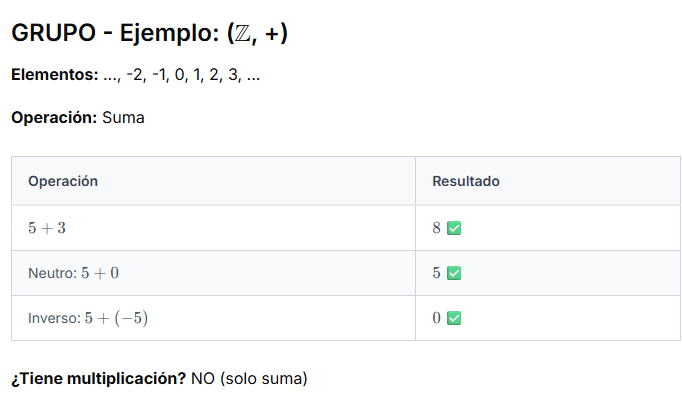 GRUPO - Ejemplo: (ℤ, +)
Elementos: ..., -2, -1, 0, 1, 2, 3, ...
Operación: Suma
Operación Resultado
5 + 3 8 ✅
Neutro: 5 + 0 5 ✅
Inverso: 5 + (−5) 0 ✅
¿Tiene multiplicación? NO (solo suma)